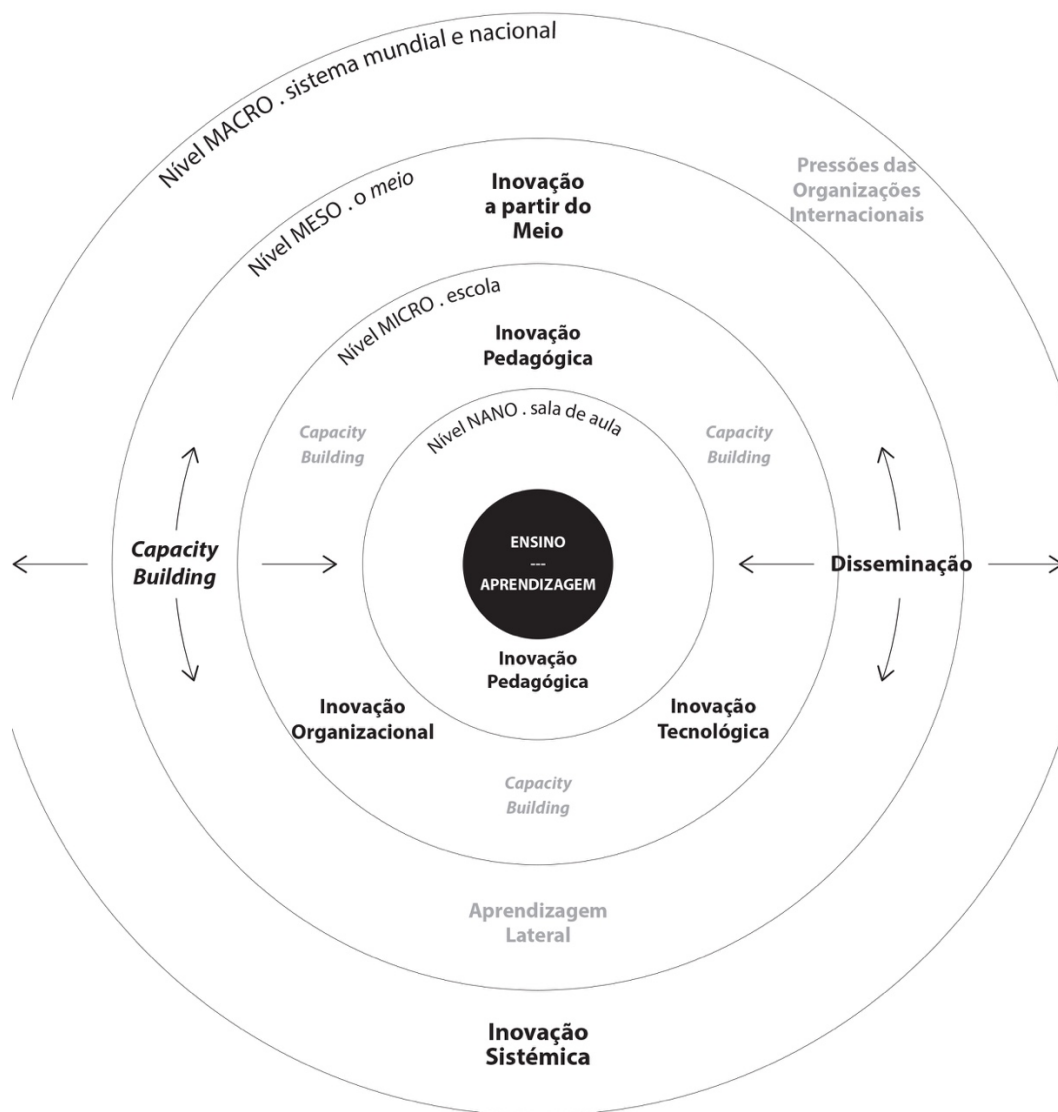 Nível MACRO . sistema mundial e nacional
Pressões das
Organizações
Internacionais
Nível MESO . o meio
Inovação
a partir do
Meio
Nível MICRO . escola
Inovação
Pedagógica
Nível NANO . sala de aula
Capacity
Building
Capacity
Building
Capacity
Building
ENSINO
---
APRENDIZAGEM
Disseminação
Inovação
Pedagógica
Inovação
Organizacional
Inovação
Tecnológica
Capacity
Building
Aprendizagem
Lateral
Inovação
Sistémica